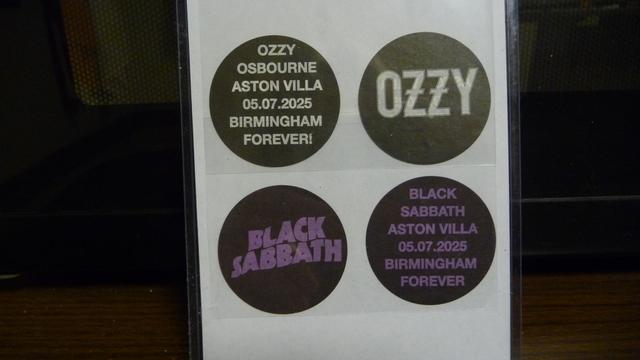 OZZY
OSBOURNE
ASTON VILLA
05.07.2025
BIRMINGHAM
FOREVER!
OZZY
BLACK
SABBATH
BLACK
SABBATH
ASTON VILLA
05.07.2025
BIRMINGHAM
FOREVER